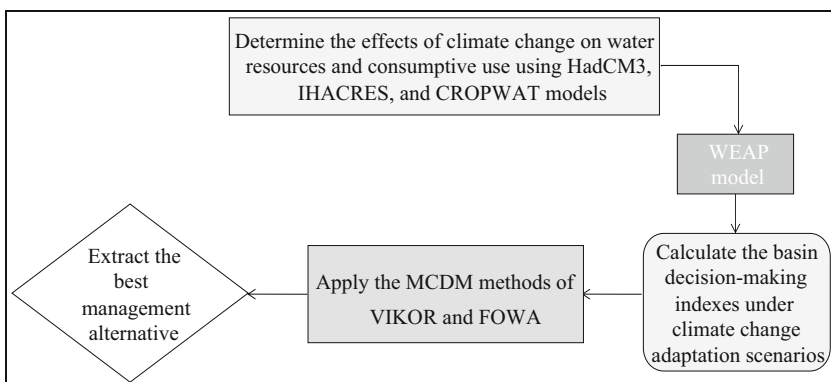 Determine the effects of climate change on water
resources and consumptive use using HadCM3,
IHACRES, and CROPWAT models
WEAP
model
Calculate the basin
decision-making
indexes under
climate change
adaptation scenarios
Apply the MCDM methods of
VIKOR and FOWA
Extract the
best
management
alternative